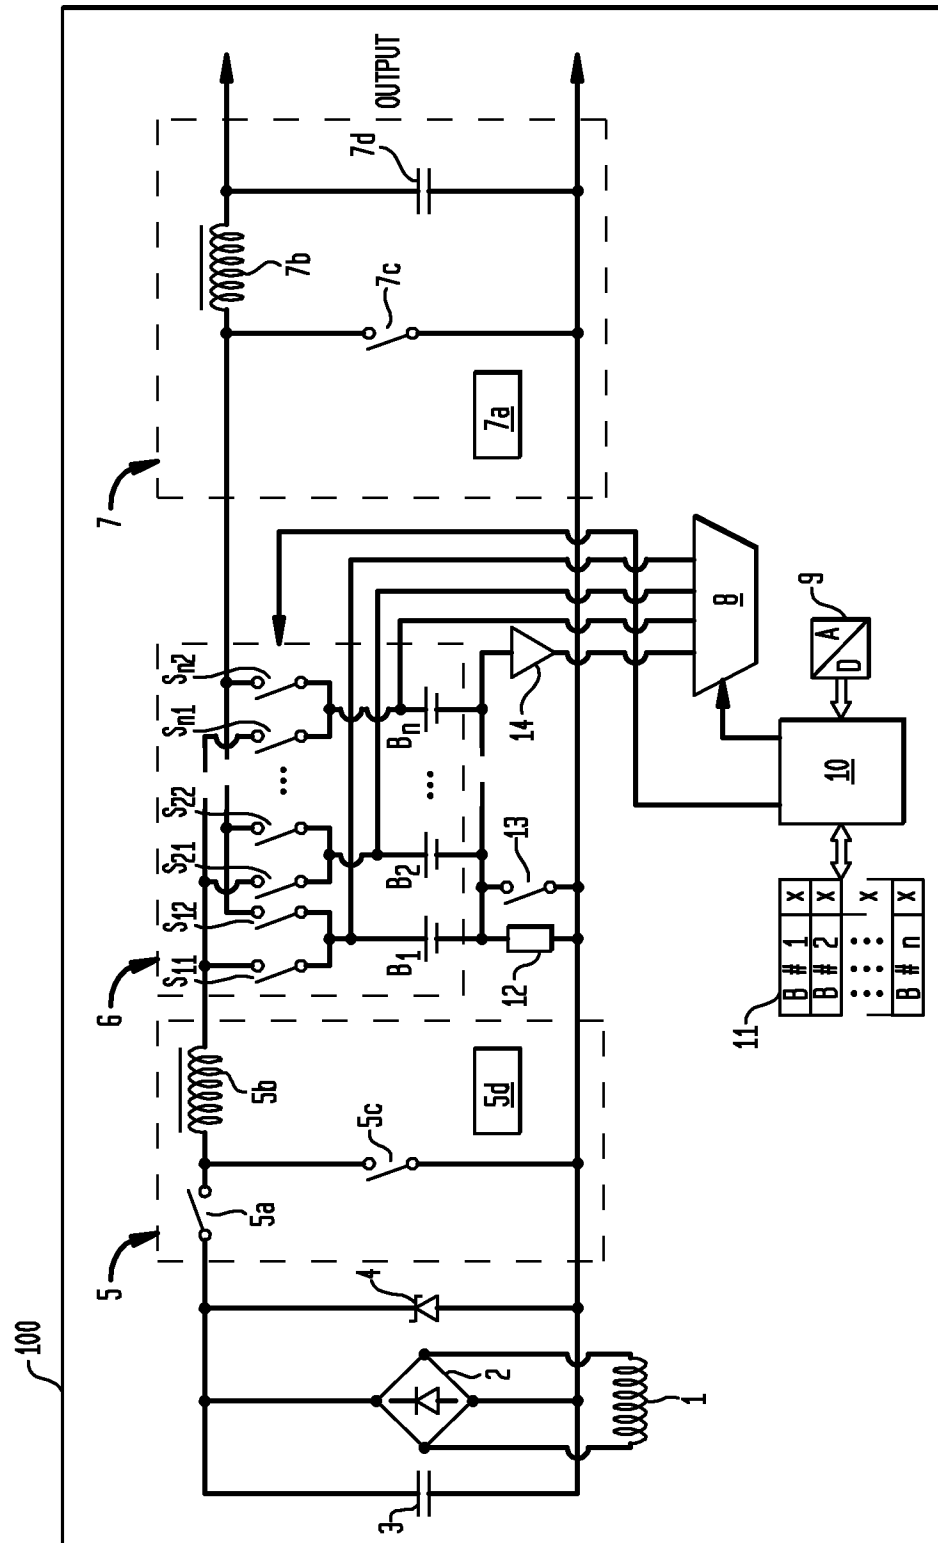 100
5
6
7
5a
5b
5c
5d
S11
S12
S21
S22
Sn1
Sn2
B1
B2
Bn
7a
7b
7c
7d
OUTPUT
3
2
4
1
12
13
14
8
9
A
D
10
11
B # 1 X
B # 2 X
X
B # n X